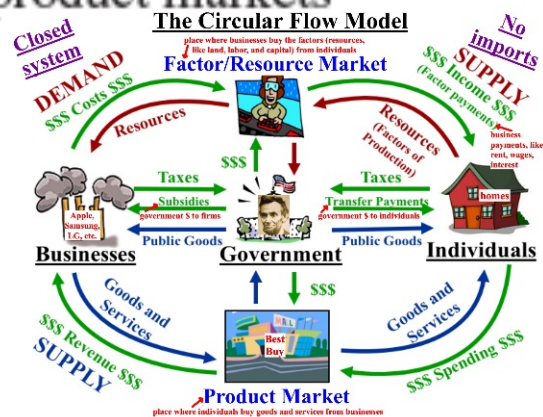 product markets
The Circular Flow Model
Closed
system
No
imports
place where businesses buy the factors (resources,
like land, labor, and capital) from individuals
Factor/Resource Market
DEMAND
$$$ Costs $$$
Resources
SUPPLY
$$$ Income $$$
(Factor payments)
Resources
(Factors of
Production)
business
payments, like
rent, wages,
interest
$$$
Taxes
Subsidies
government $ to firms
Public Goods
Taxes
Transfer Payments
government $ to individuals
Public Goods
Apple,
Samsung,
LG, etc.
homes
Businesses
Government
Individuals
Goods and
Services
$$$ Revenue $$$
SUPPLY
$$$
MALL
Best
Buy
Goods and
Services
$$$ Spending $$$
Product Market
place where individuals buy goods and services from businesses